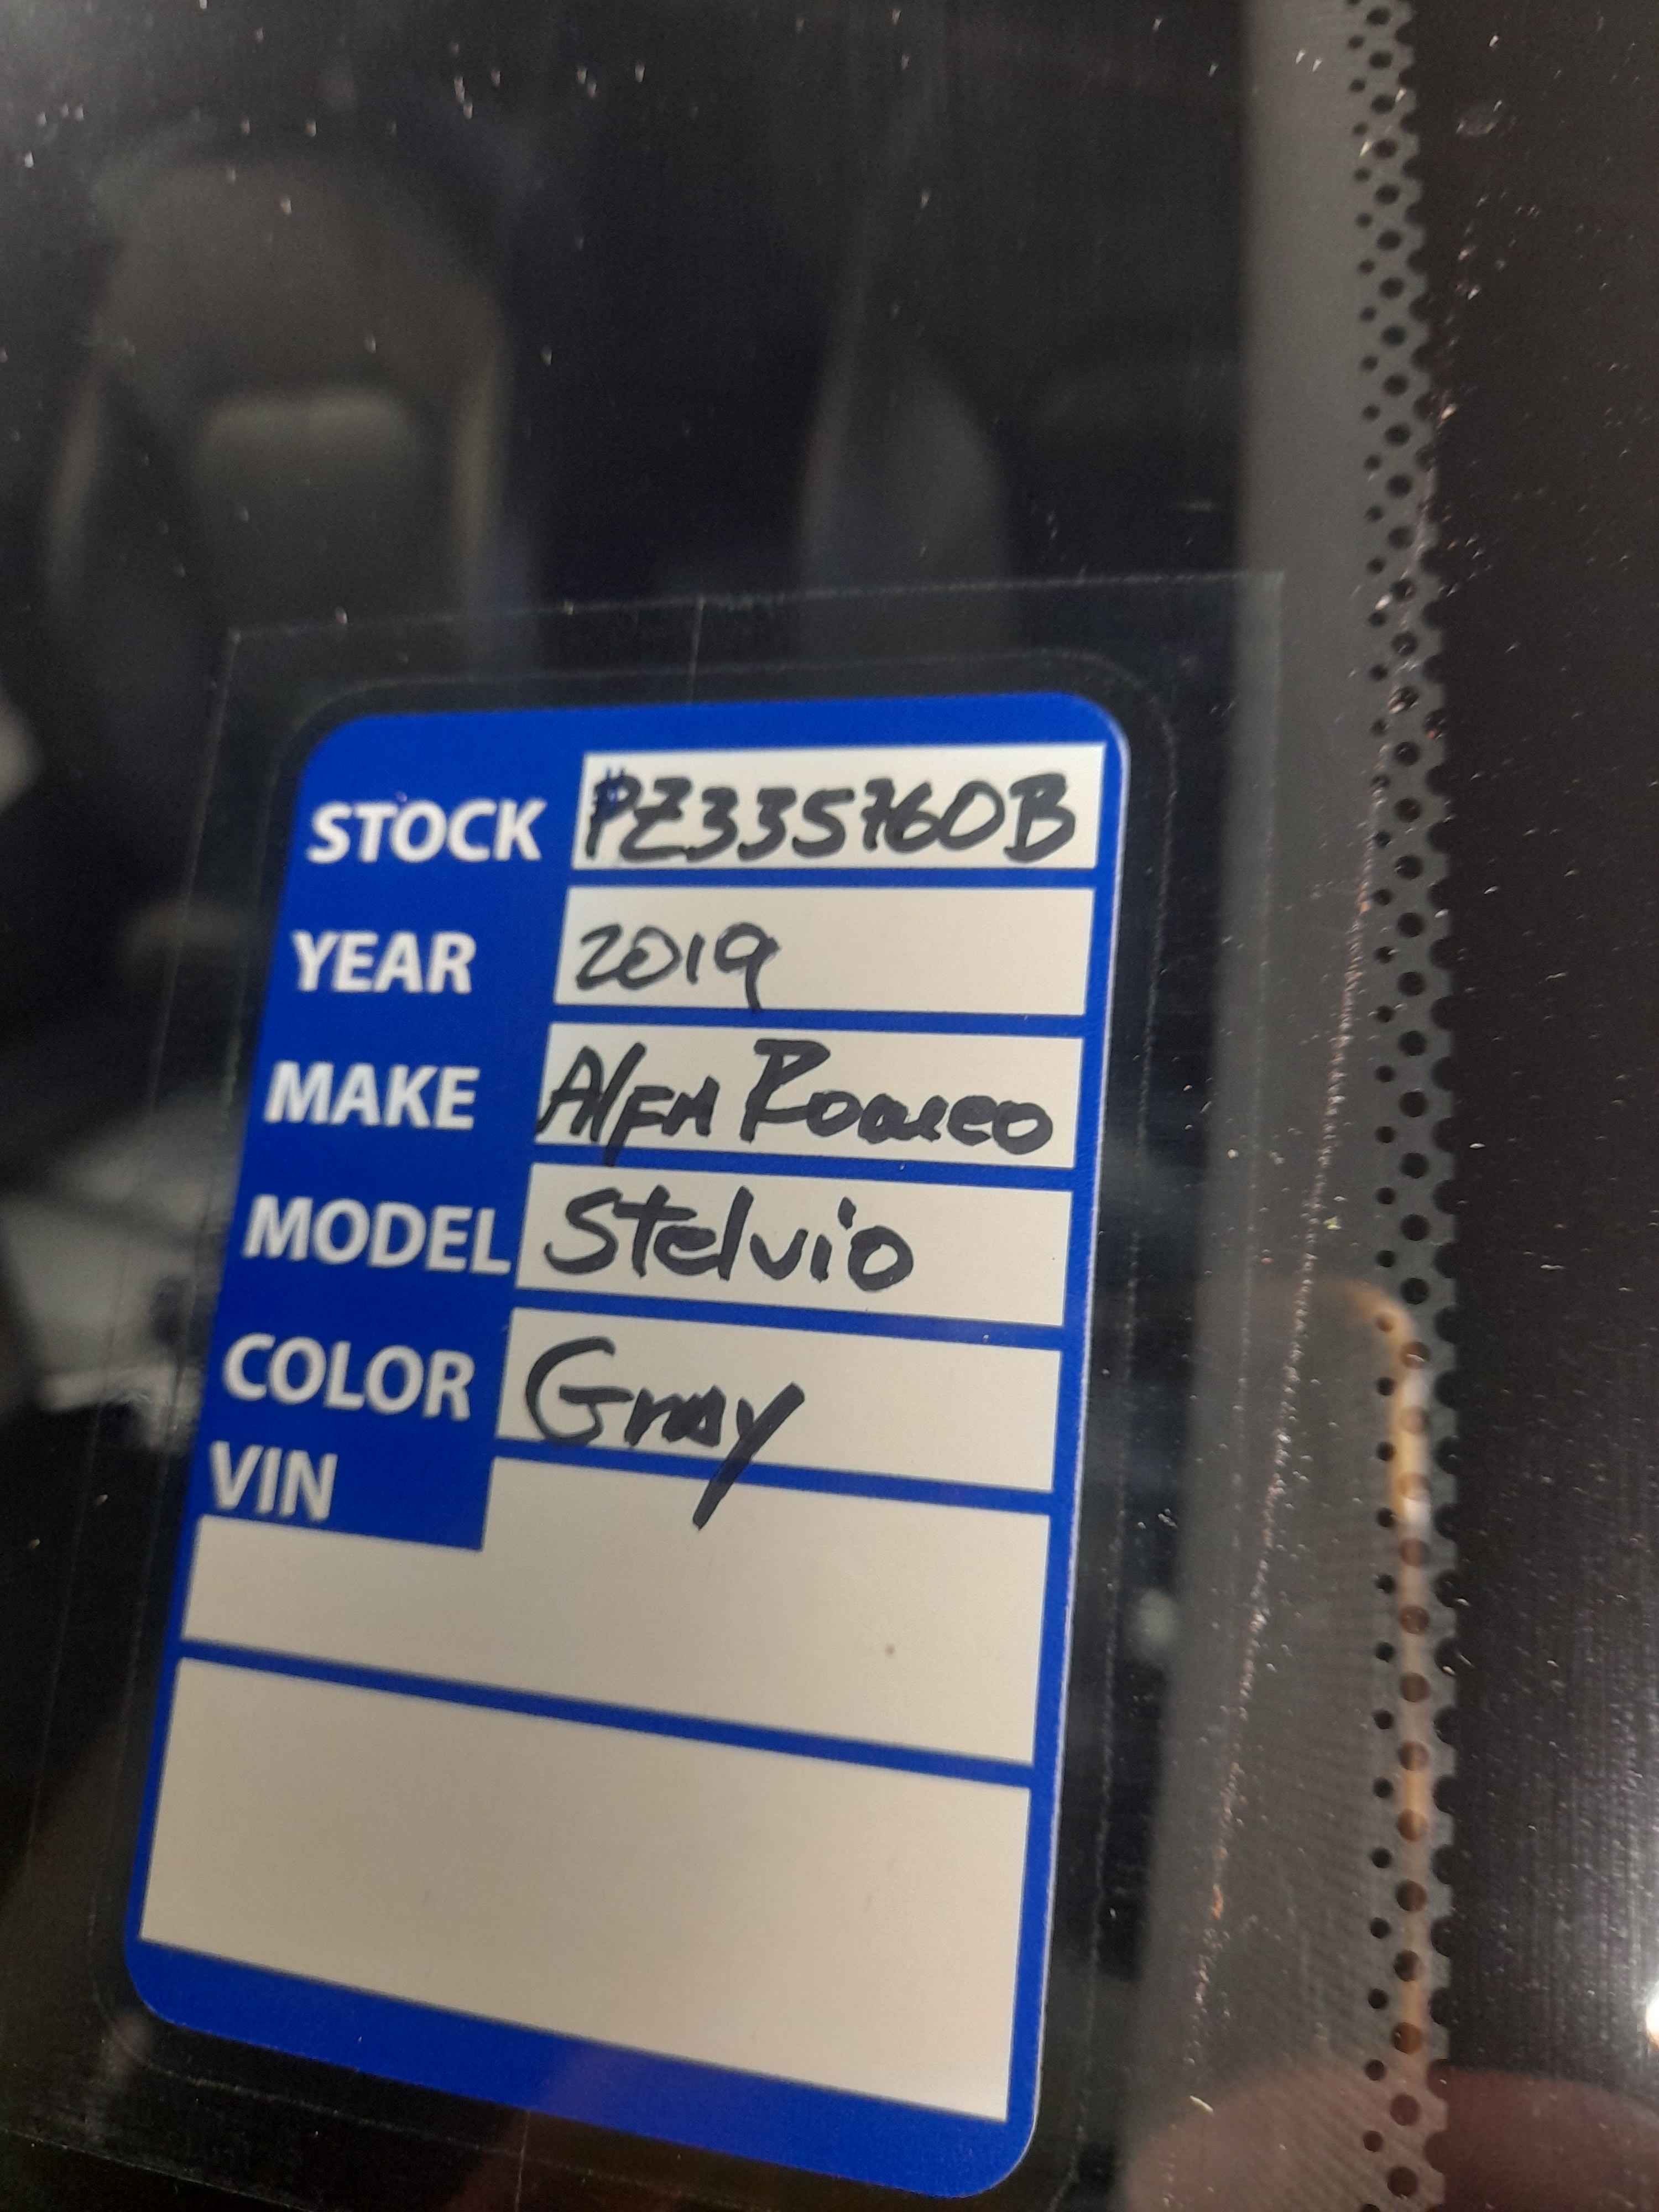 STOCK PZ335760B
YEAR 2019
MAKE Alfa Romeo
MODEL Stelvio
COLOR Gray
VIN